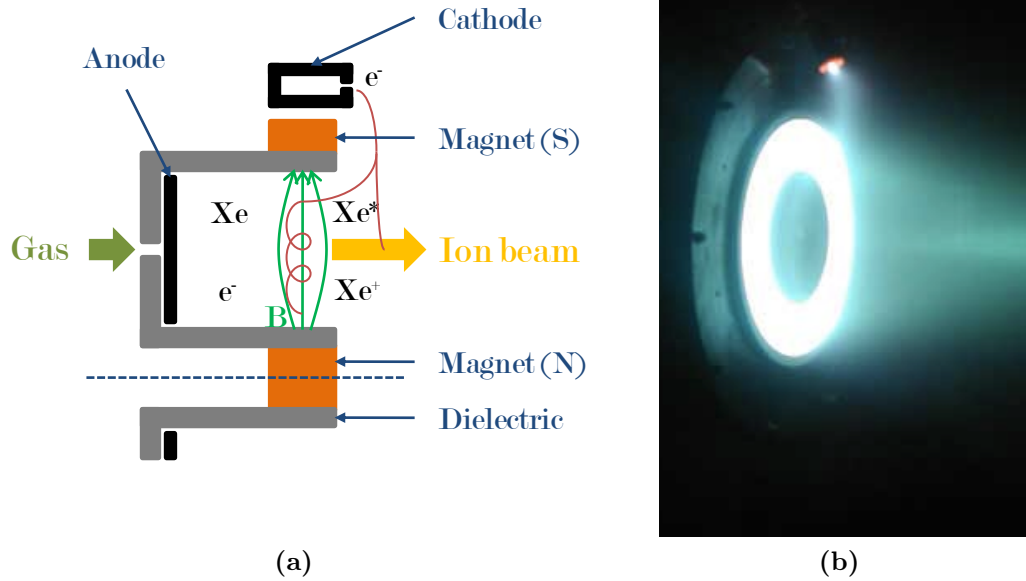 (a)
Cathode
Anode
e-
Magnet (S)
Xe
Xe*
Gas
Ion beam
e-
Xe+
B
Magnet (N)
Dielectric
(b)